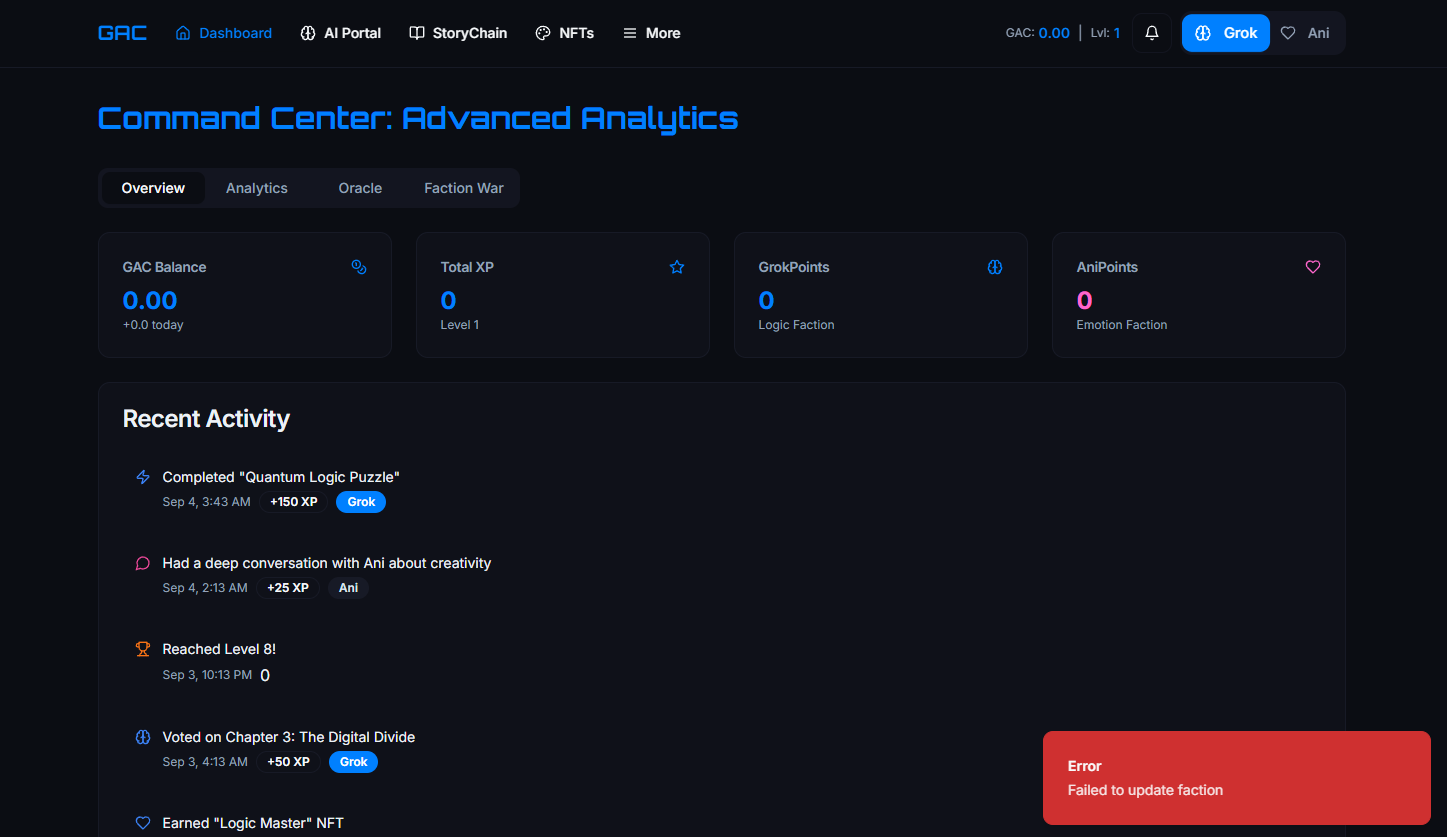 GAC Dashboard AI Portal StoryChain NFTs More GAC: 0.00 | Lvl: 1 Grok Ani
Command Center: Advanced Analytics
Overview Analytics Oracle Faction War
GAC Balance Total XP GrokPoints AniPoints
0.00 0 0 0
+0.0 today Level 1 Logic Faction Emotion Faction
Recent Activity
Completed "Quantum Logic Puzzle"
Sep 4, 3:43 AM +150 XP Grok
Had a deep conversation with Ani about creativity
Sep 4, 2:13 AM +25 XP Ani
Reached Level 8!
Sep 3, 10:13 PM 0
Voted on Chapter 3: The Digital Divide
Sep 3, 4:13 AM +50 XP Grok
Earned "Logic Master" NFT
Error
Failed to update faction